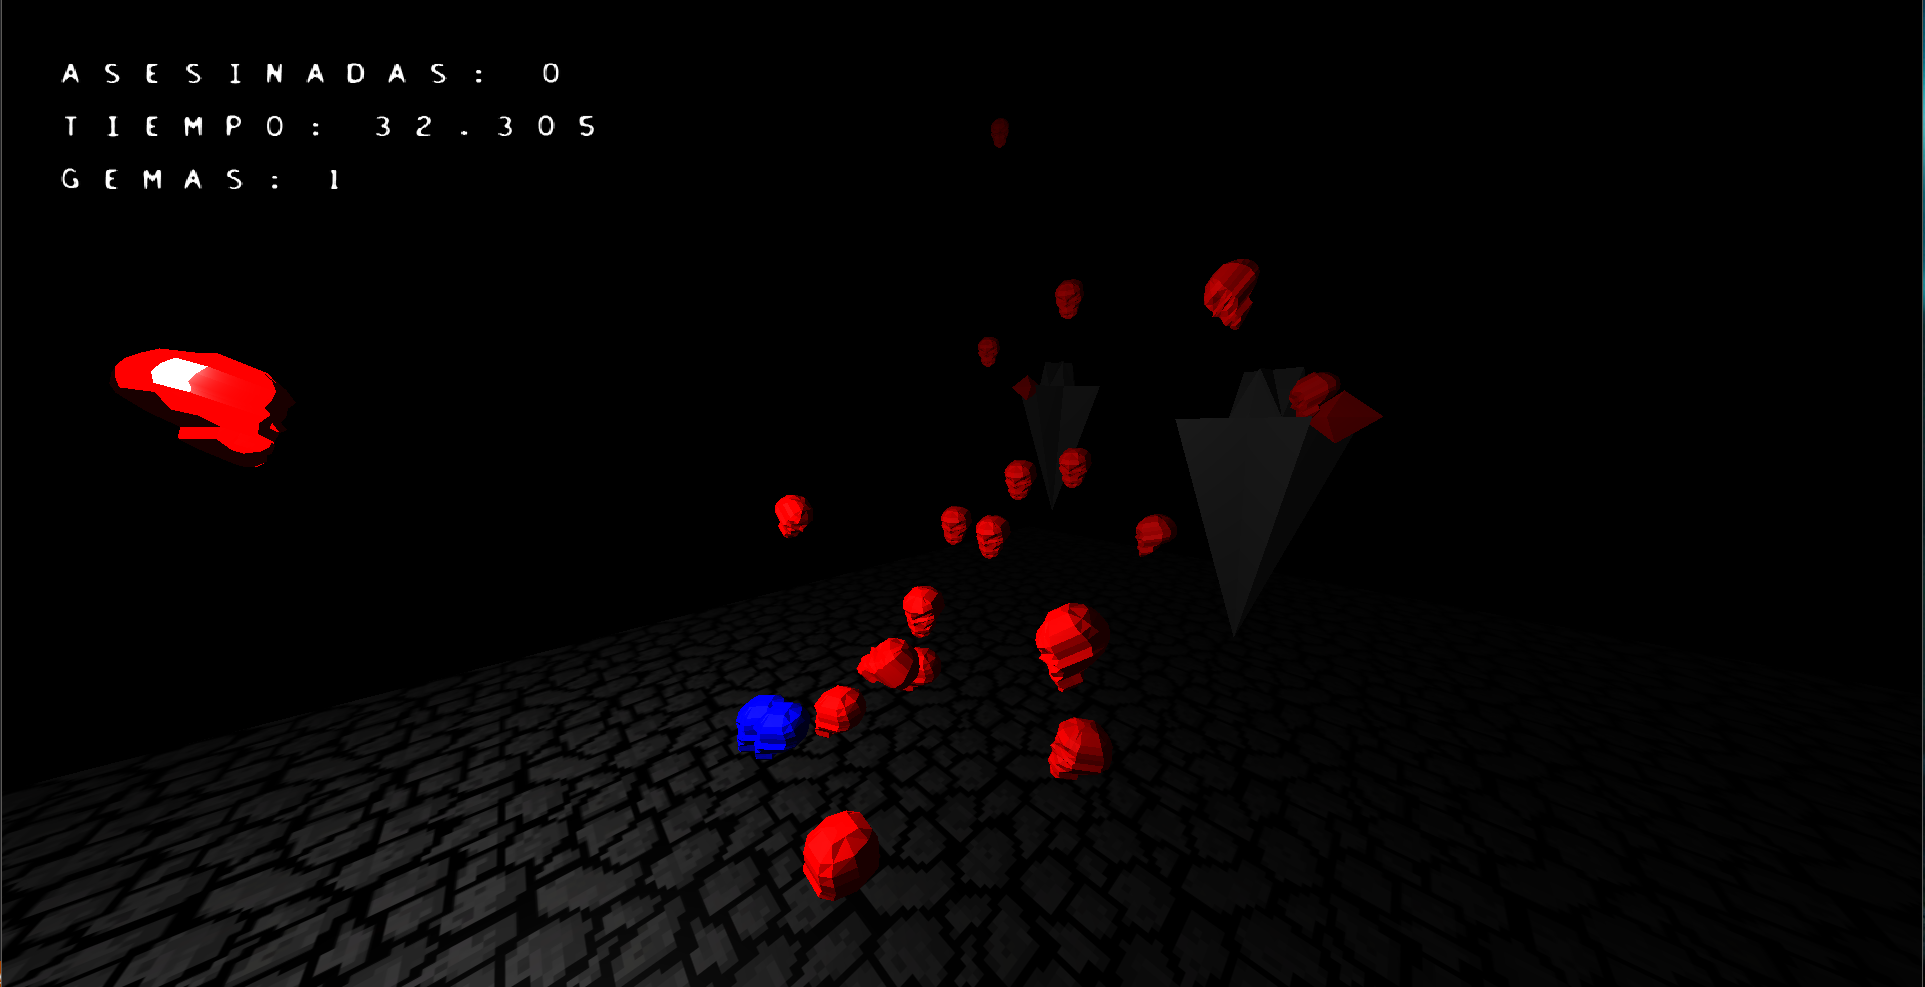 ASESINADAS: 0
TIEMPO: 32.305
GEMAS: 1